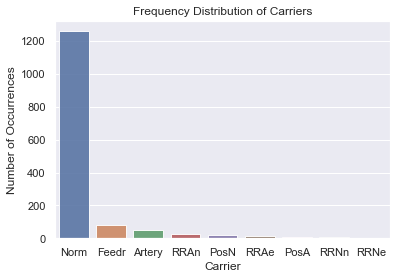 Frequency Distribution of Carriers
Number of Occurrences
1200
1000
800
600
400
200
0
Norm Feedr Artery RRAn PosN RRAe PosA RRNn RRNe
Carrier